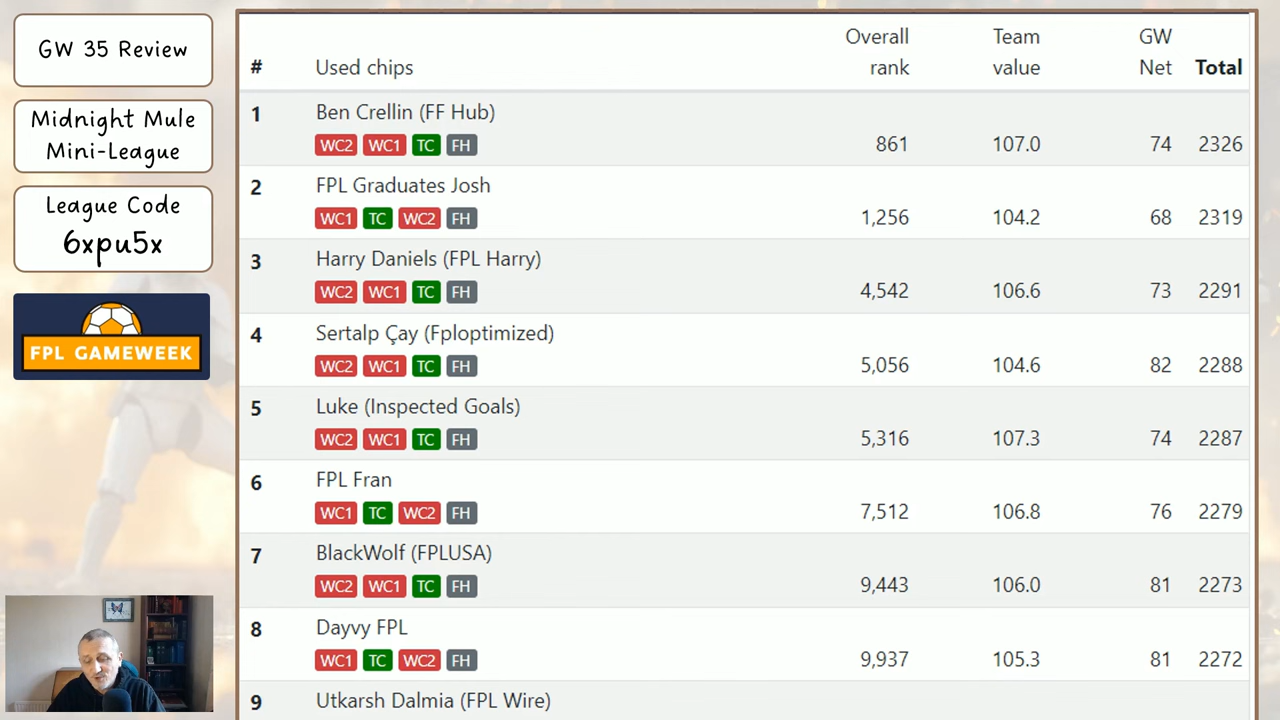 GW 35 Review
Midnight Mule
Mini-League
League Code
6xpu5x
FPL GAMEWEEK
# Used chips Overall rank Team value GW Net Total
1 Ben Crellin (FF Hub)
WC2 WC1 TC FH 861 107.0 74 2326
2 FPL Graduates Josh
WC1 TC WC2 FH 1,256 104.2 68 2319
3 Harry Daniels (FPL Harry)
WC2 WC1 TC FH 4,542 106.6 73 2291
4 Sertalp Çay (Fploptimized)
WC2 WC1 TC FH 5,056 104.6 82 2288
5 Luke (Inspected Goals)
WC2 WC1 TC FH 5,316 107.3 74 2287
6 FPL Fran
WC1 TC WC2 FH 7,512 106.8 76 2279
7 BlackWolf (FPLUSA)
WC2 WC1 TC FH 9,443 106.0 81 2273
8 Dayvy FPL
WC1 TC WC2 FH 9,937 105.3 81 2272
9 Utkarsh Dalmia (FPL Wire)